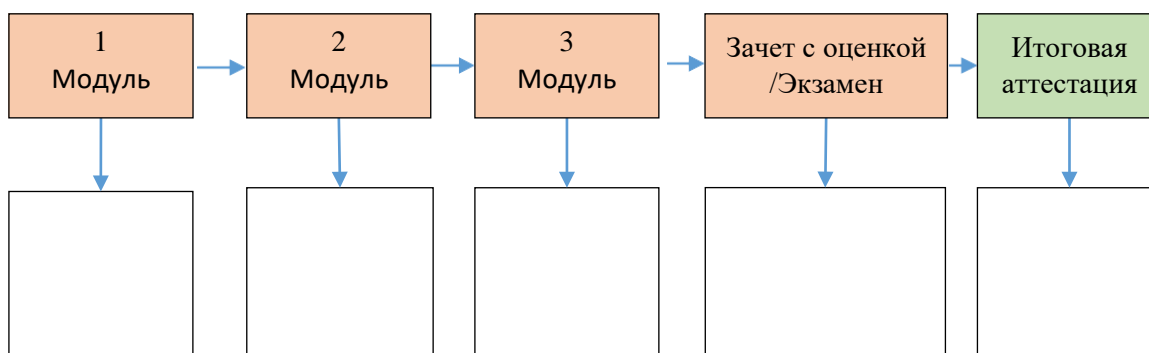 1
Модуль
2
Модуль
3
Модуль
Зачет с оценкой
/Экзамен
Итоговая
аттестация